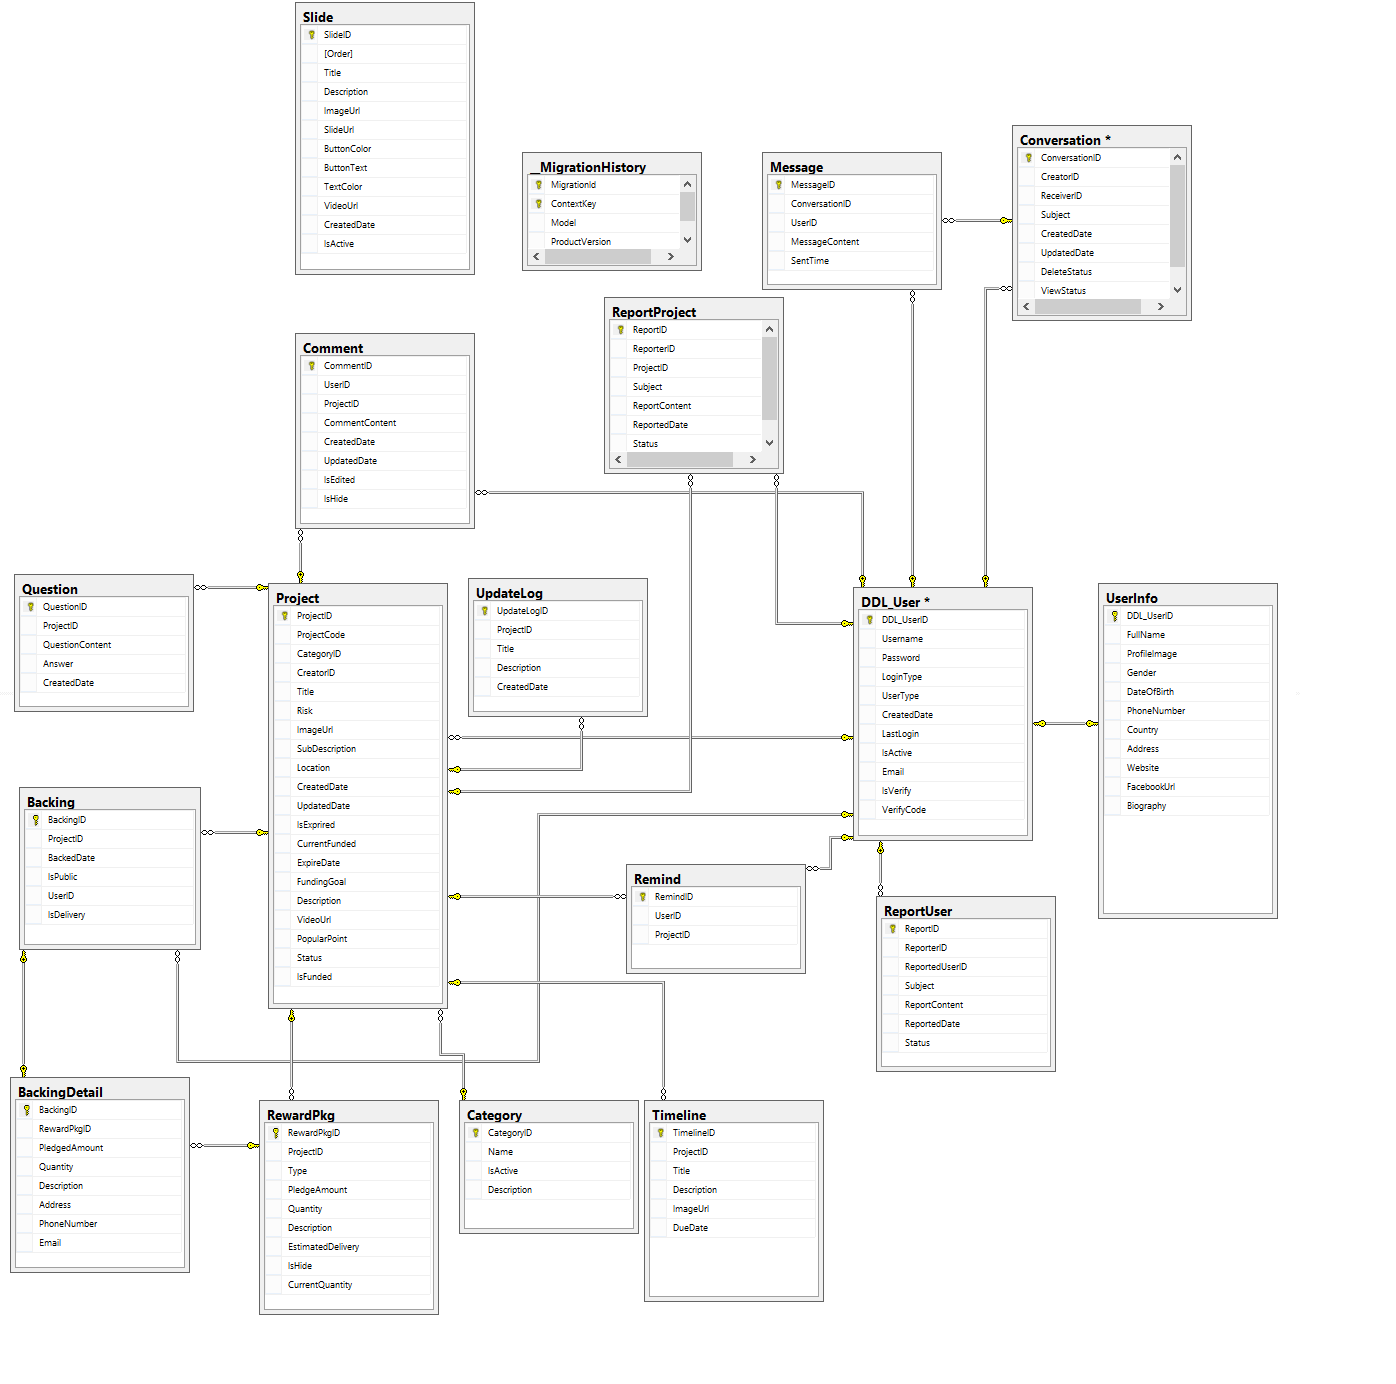 Slide
SlideID
[Order]
Title
Description
ImageUrl
SlideUrl
ButtonColor
ButtonText
TextColor
VideoUrl
CreatedDate
IsActive
__MigrationHistory
MigrationId
ContextKey
Model
ProductVersion
Message
MessageID
ConversationID
UserID
MessageContent
SentTime
Conversation *
ConversationID
CreatorID
ReceiverID
Subject
CreatedDate
UpdatedDate
DeleteStatus
ViewStatus
ReportProject
ReportID
ReporterID
ProjectID
Subject
ReportContent
ReportedDate
Status
Comment
CommentID
UserID
ProjectID
CommentContent
CreatedDate
UpdatedDate
IsEdited
IsHide
Question
QuestionID
ProjectID
QuestionContent
Answer
CreatedDate
Project
ProjectID
ProjectCode
CategoryID
CreatorID
Title
Risk
ImageUrl
SubDescription
Location
CreatedDate
UpdatedDate
IsExprired
CurrentFunded
ExpireDate
FundingGoal
Description
VideoUrl
PopularPoint
Status
IsFunded
UpdateLog
UpdateLogID
ProjectID
Title
Description
CreatedDate
DDL_User *
DDL_UserID
Username
Password
LoginType
UserType
CreatedDate
LastLogin
IsActive
Email
IsVerify
VerifyCode
UserInfo
DDL_UserID
FullName
ProfileImage
Gender
DateOfBirth
PhoneNumber
Country
Address
Website
FacebookUrl
Biography
Backing
BackingID
ProjectID
BackedDate
IsPublic
UserID
IsDelivery
Remind
RemindID
UserID
ProjectID
ReportUser
ReportID
ReporterID
ReportedUserID
Subject
ReportContent
ReportedDate
Status
BackingDetail
BackingID
RewardPkgID
PledgedAmount
Quantity
Description
Address
PhoneNumber
Email
RewardPkg
RewardPkgID
ProjectID
Type
PledgeAmount
Quantity
Description
EstimatedDelivery
IsHide
CurrentQuantity
Category
CategoryID
Name
IsActive
Description
Timeline
TimelineID
ProjectID
Title
Description
ImageUrl
DueDate